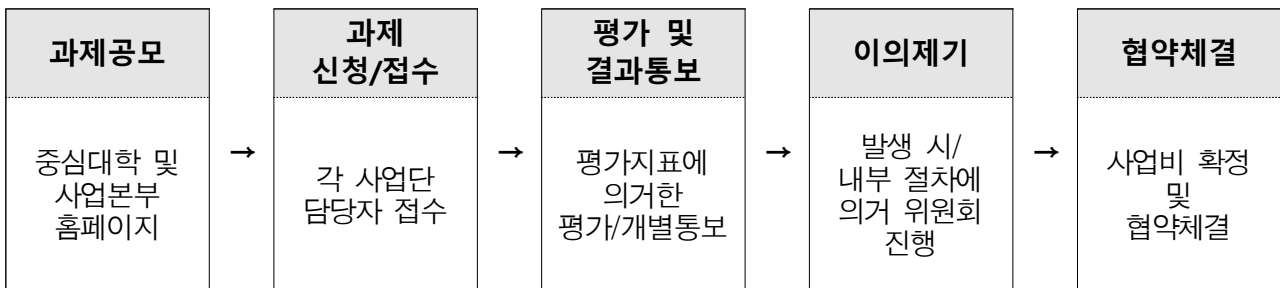 과제공모
중심대학 및
사업본부
홈페이지
→
과제
신청/접수
각 사업단
담당자 접수
→
평가 및
결과통보
평가지표에
의거한
평가/개별통보
→
이의제기
발생 시/
내부 절차에
의거 위원회
진행
→
협약체결
사업비 확정
및
협약체결